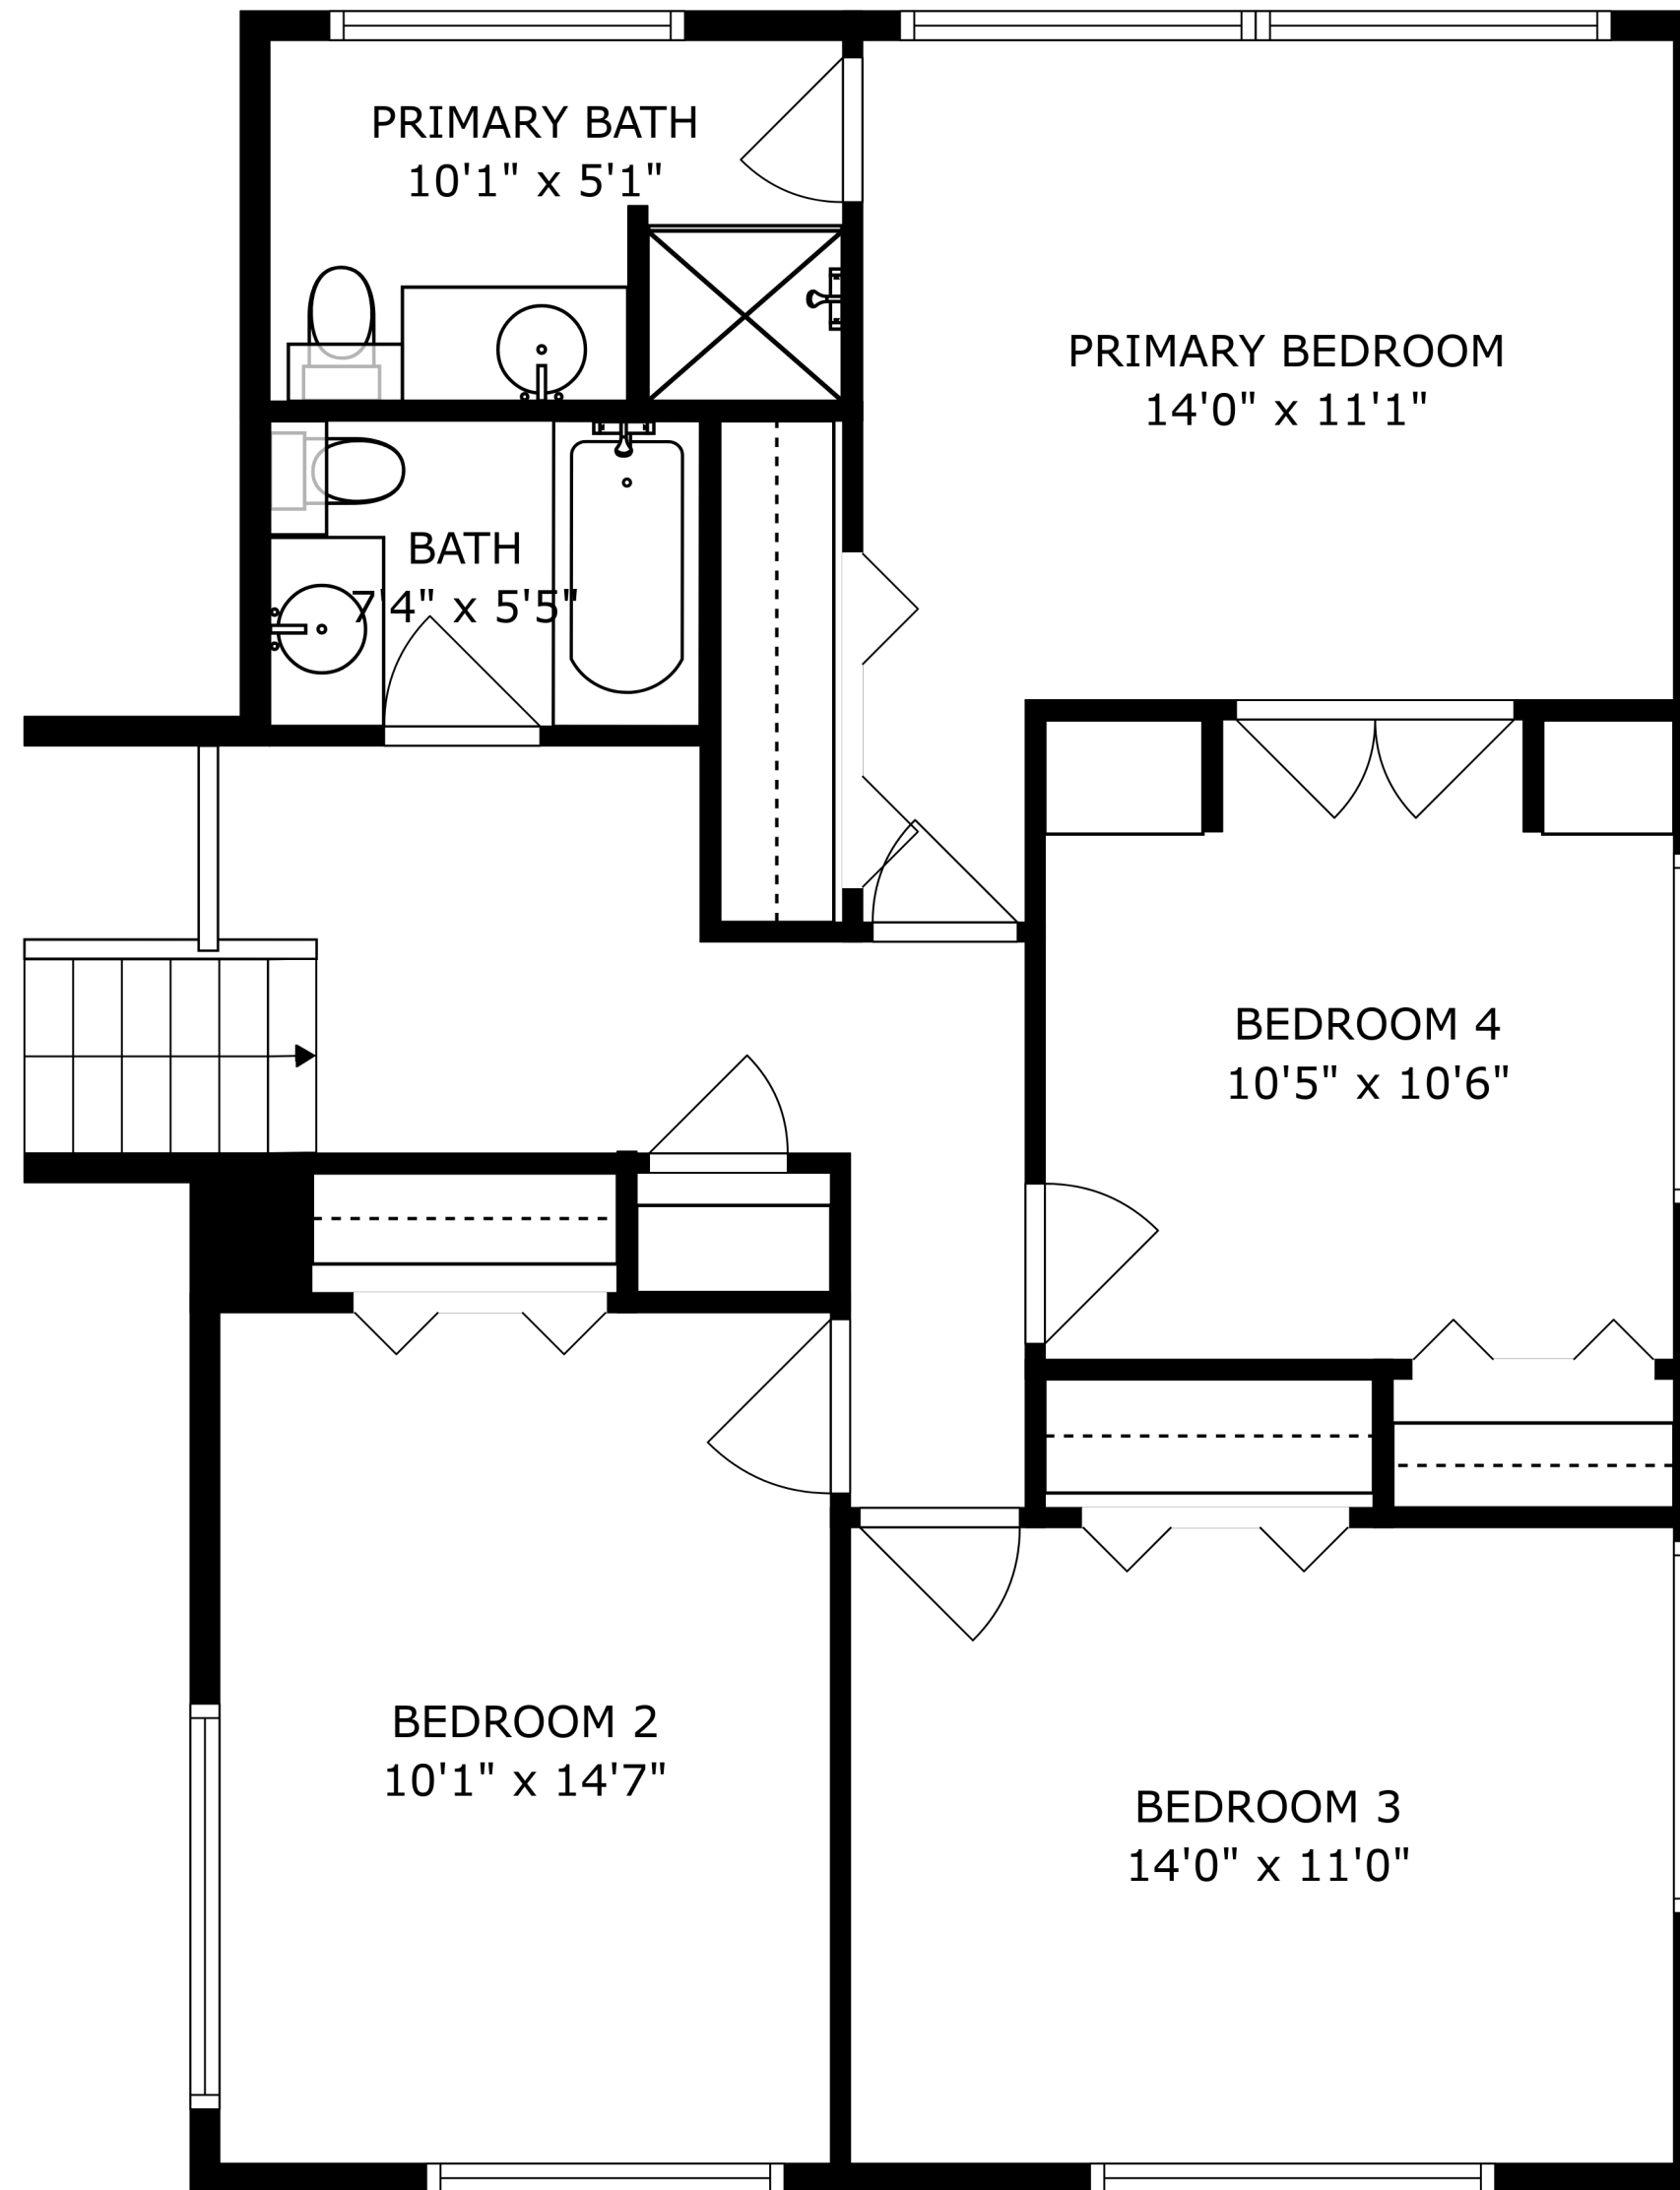 PRIMARY BATH
10'1" x 5'1"
PRIMARY BEDROOM
14'0" x 11'1"
BATH
7'4" x 5'5"
BEDROOM 4
10'5" x 10'6"
BEDROOM 2
10'1" x 14'7"
BEDROOM 3
14'0" x 11'0"